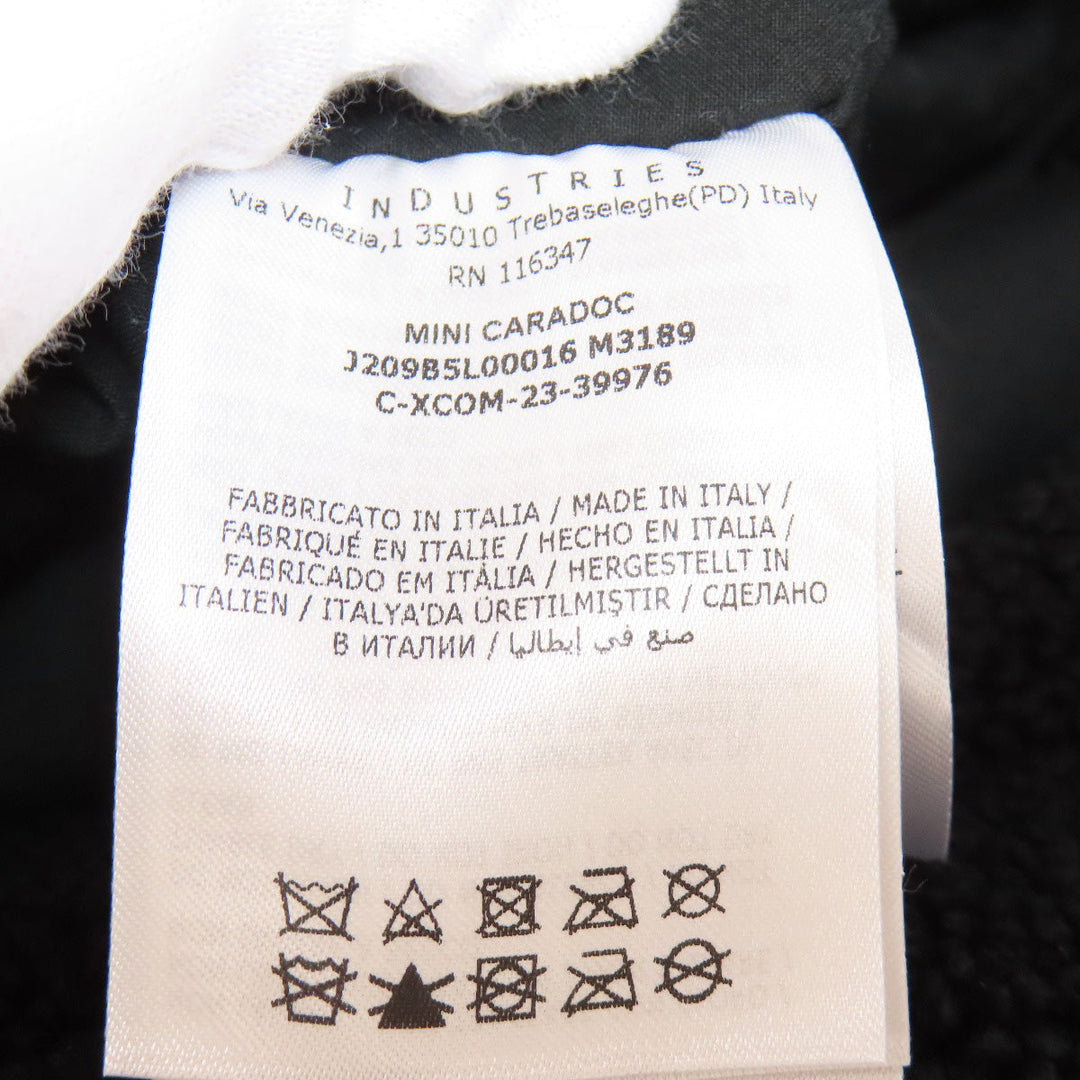 INDUSTRIES
Via Venezia,1 35010 Trebaseleghe(PD) Italy
RN 116347
MINI CARADOC
J209B5L00016 M3189
C-XCOM-23-39976
FABBRICATO IN ITALIA / MADE IN ITALY /
FABRIQUÉ EN ITALIE / HECHO EN ITALIA /
FABRICADO EM ITÁLIA / HERGESTELLT IN
ITALIEN / ITALYA'DA ÜRETILMIŞTIR / СДЕЛАНО
В ИТАЛИИ / صنع في إيطاليا